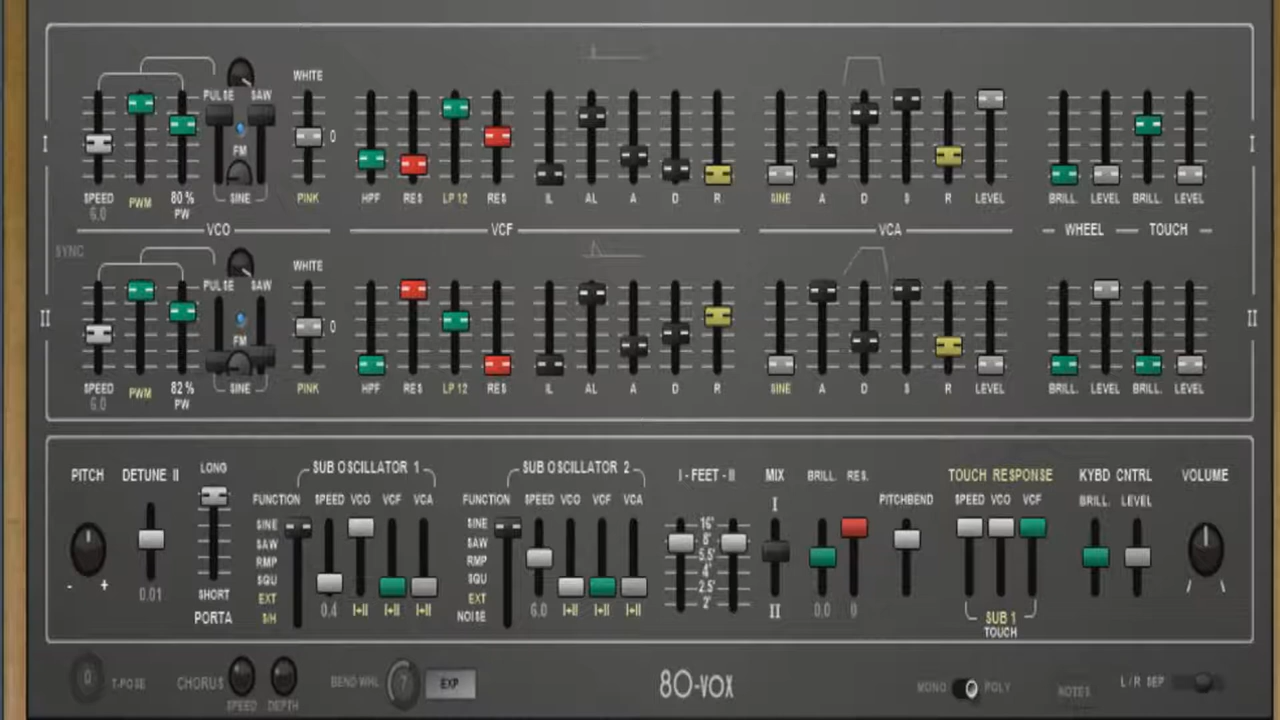 WHITE
PULSE SAW
I 0 I
FM
SPEED PWM 80 % SINE PINK HPF RES LP 12 RES IL AL A D R SINE A D S R LEVEL BRILL. LEVEL BRILL. LEVEL
6.0 PW
VCO VCF VCA WHEEL TOUCH
SYNC
WHITE
PULSE SAW
II 0 II
FM
SPEED PWM 82 % SINE PINK HPF RES LP 12 RES IL AL A D R SINE A D S R LEVEL BRILL. LEVEL BRILL. LEVEL
6.0 PW
PITCH DETUNE II LONG SUB OSCILLATOR 1 SUB OSCILLATOR 2 I - FEET - II MIX BRILL. RES. TOUCH RESPONSE KYBD CNTRL VOLUME
FUNCTION SPEED VCO VCF VCA FUNCTION SPEED VCO VCF VCA I PITCHBEND SPEED VCO VCF BRILL. LEVEL
SINE SINE 16'
SAW SAW 8'
RMP RMP 5.5'
SQU SQU 4'
- + 0.01 SHORT EXT EXT 2.5'
S/H NOISE 2'
0.4 I+II I+II I+II 6.0 I+II I+II I+II II 0.0 0
PORTA SUB 1
TOUCH
0 T-POSE CHORUS SPEED DEPTH BEND WHL 7 EXP 80-VOX MONO POLY NOTES L/R SEP